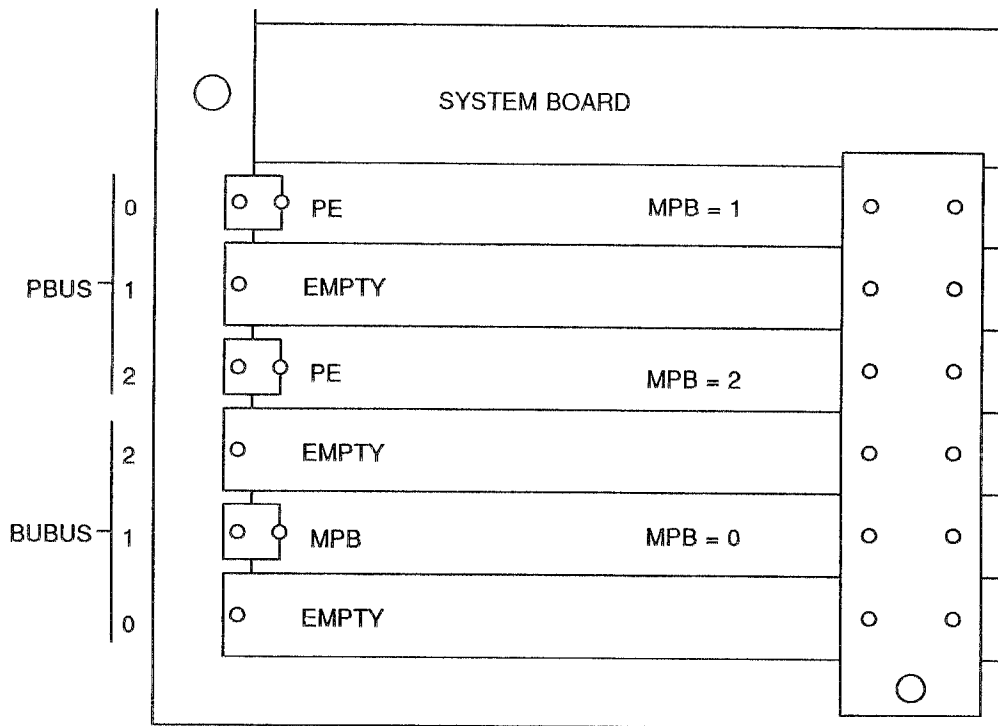 SYSTEM BOARD
0 PE MPB = 1
PBUS 1 EMPTY
2 PE MPB = 2
2 EMPTY
BUBUS 1 MPB MPB = 0
0 EMPTY